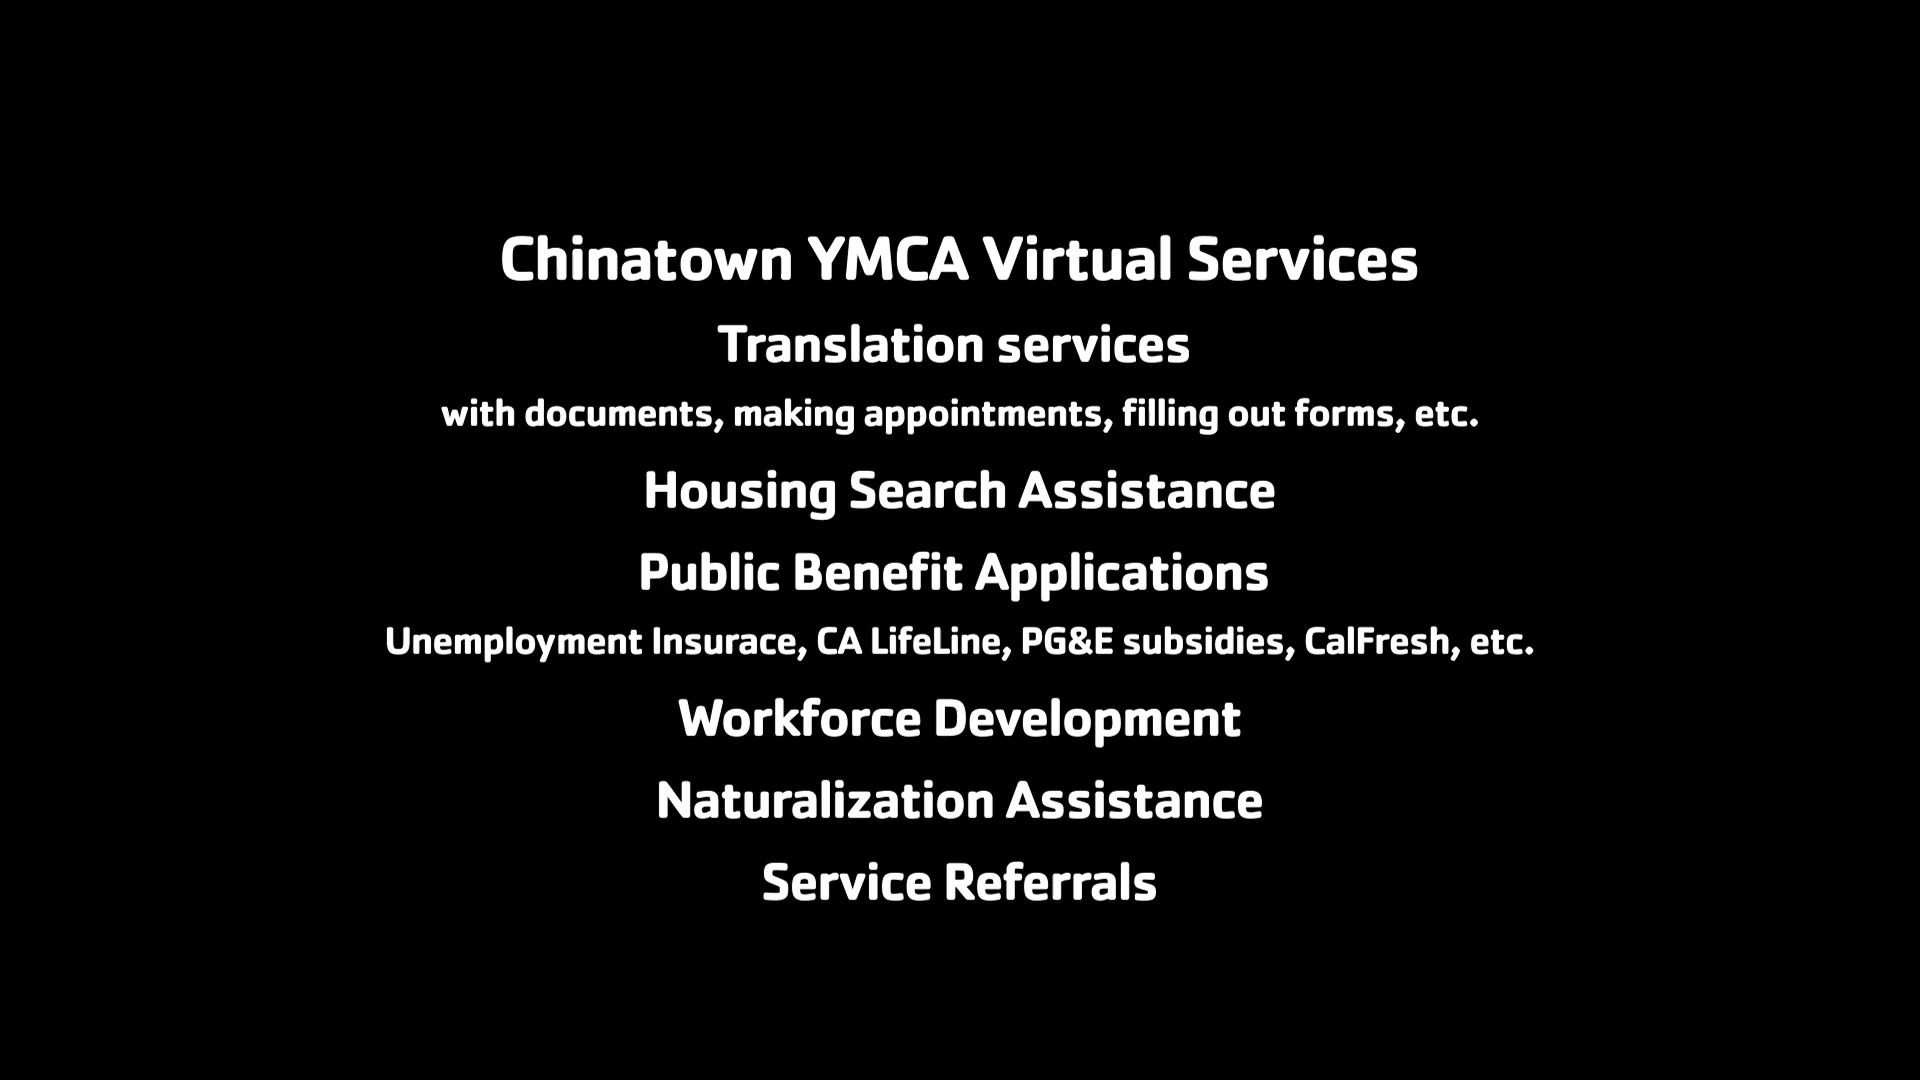 Chinatown YMCA Virtual Services
Translation services
with documents, making appointments, filling out forms, etc.
Housing Search Assistance
Public Benefit Applications
Unemployment Insurace, CA LifeLine, PG&E subsidies, CalFresh, etc.
Workforce Development
Naturalization Assistance
Service Referrals